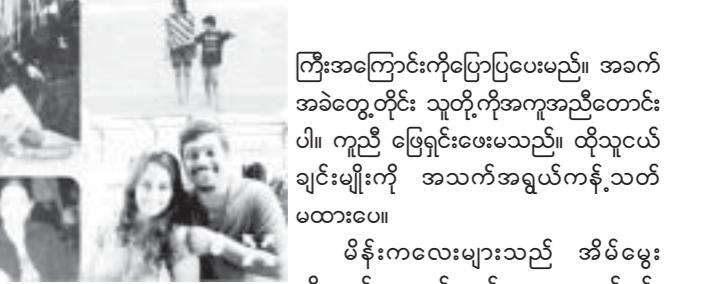 ကြီးအကြောင်းကိုပြောပြပေးမည်။ အခက်
အခဲတွေ့တိုင်း သူတို့ကိုအကူအညီတောင်း
ပါ။ ကူညီ ဖြေရှင်းဖေးမသည်။ ထိုသူငယ်
ချင်းမျိုးကို အသက်အရွယ်ကန့်သတ်
မထားပေ။
မိန်းကလေးများသည် အိမ်မွေး